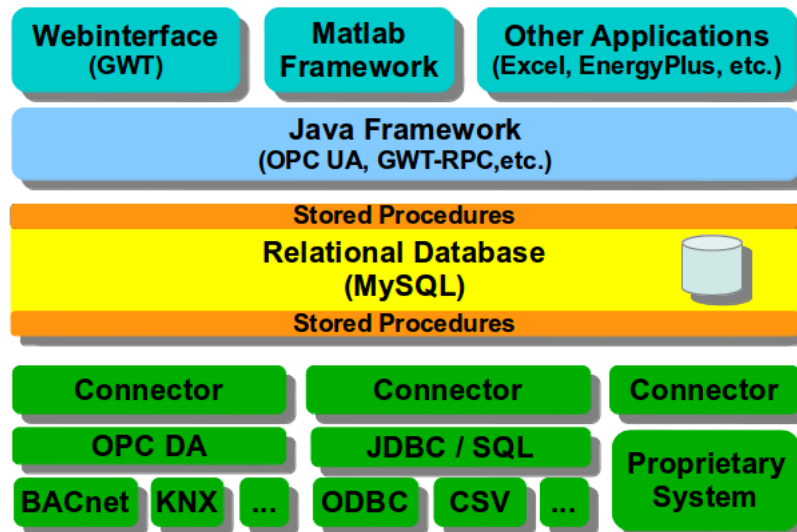 Webinterface
(GWT)
Matlab
Framework
Other Applications
(Excel, EnergyPlus, etc.)
Java Framework
(OPC UA, GWT-RPC,etc.)
Stored Procedures
Relational Database
(MySQL)
Stored Procedures
Connector
Connector
Connector
OPC DA
JDBC / SQL
Proprietary
System
BACnet
KNX
...
ODBC
CSV
...